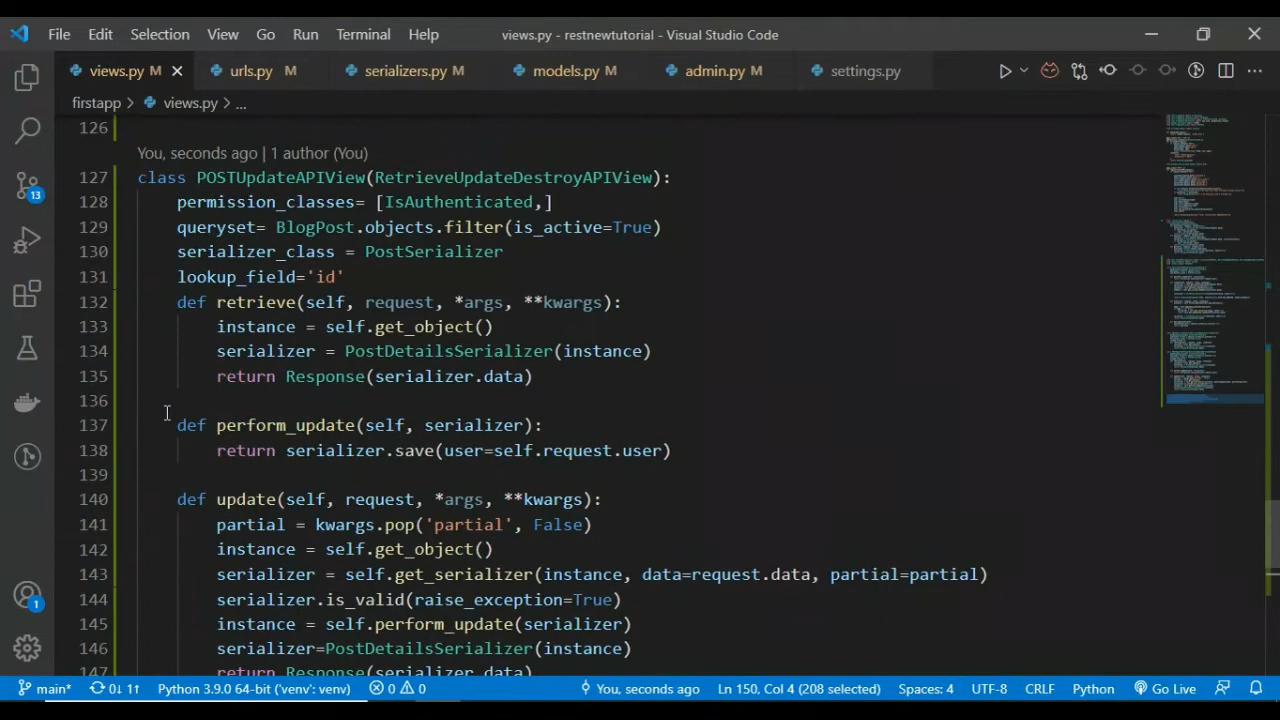 File Edit Selection View Go Run Terminal Help views.py - restnewtutorial - Visual Studio Code
views.py M urls.py M serializers.py M models.py M admin.py M settings.py
firstapp > views.py > ...
126
You, seconds ago | 1 author (You)
127 class POSTUpdateAPIView(RetrieveUpdateDestroyAPIView):
128 permission_classes= [IsAuthenticated,]
129 queryset= BlogPost.objects.filter(is_active=True)
130 serializer_class = PostSerializer
131 lookup_field='id'
132 def retrieve(self, request, *args, **kwargs):
133 instance = self.get_object()
134 serializer = PostDetailsSerializer(instance)
135 return Response(serializer.data)
136
137 def perform_update(self, serializer):
138 return serializer.save(user=self.request.user)
139
140 def update(self, request, *args, **kwargs):
141 partial = kwargs.pop('partial', False)
142 instance = self.get_object()
143 serializer = self.get_serializer(instance, data=request.data, partial=partial)
144 serializer.is_valid(raise_exception=True)
145 instance = self.perform_update(serializer)
146 serializer=PostDetailsSerializer(instance)
147 return Response(serializer.data)
13
1
main* 0↓ 1↑ Python 3.9.0 64-bit ('venv': venv) 0 0 You, seconds ago Ln 150, Col 4 (208 selected) Spaces: 4 UTF-8 CRLF Python Go Live